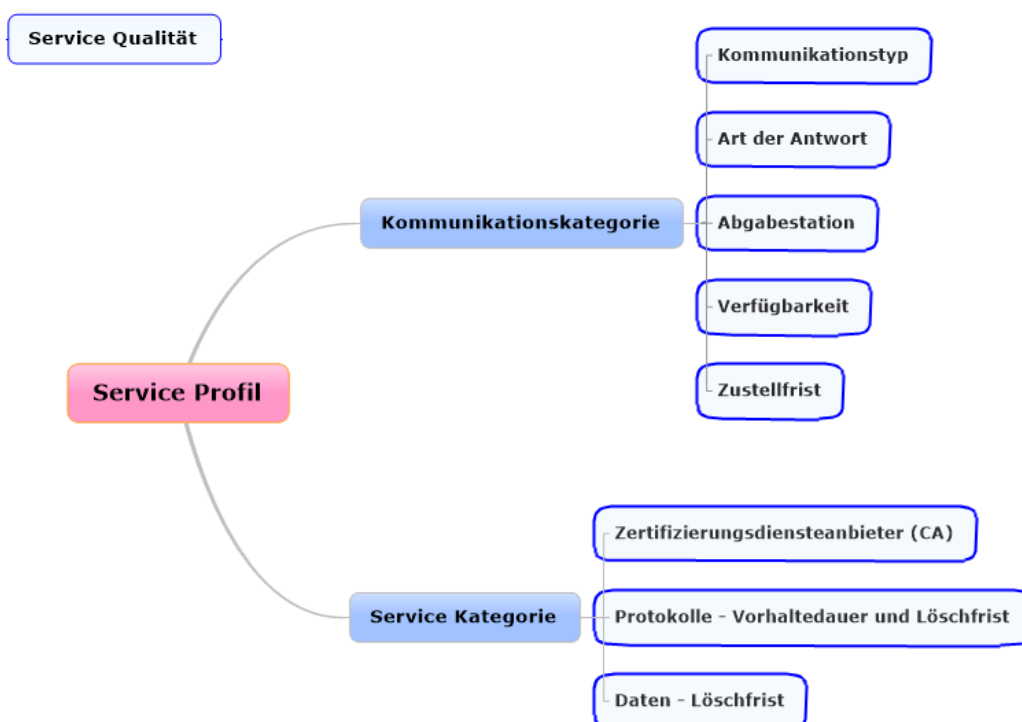 Service Qualität
Kommunikationstyp
Art der Antwort
Kommunikationskategorie
Abgabestation
Verfügbarkeit
Service Profil
Zustellfrist
Zertifizierungsdiensteanbieter (CA)
Service Kategorie
Protokolle - Vorhaltedauer und Löschfrist
Daten - Löschfrist